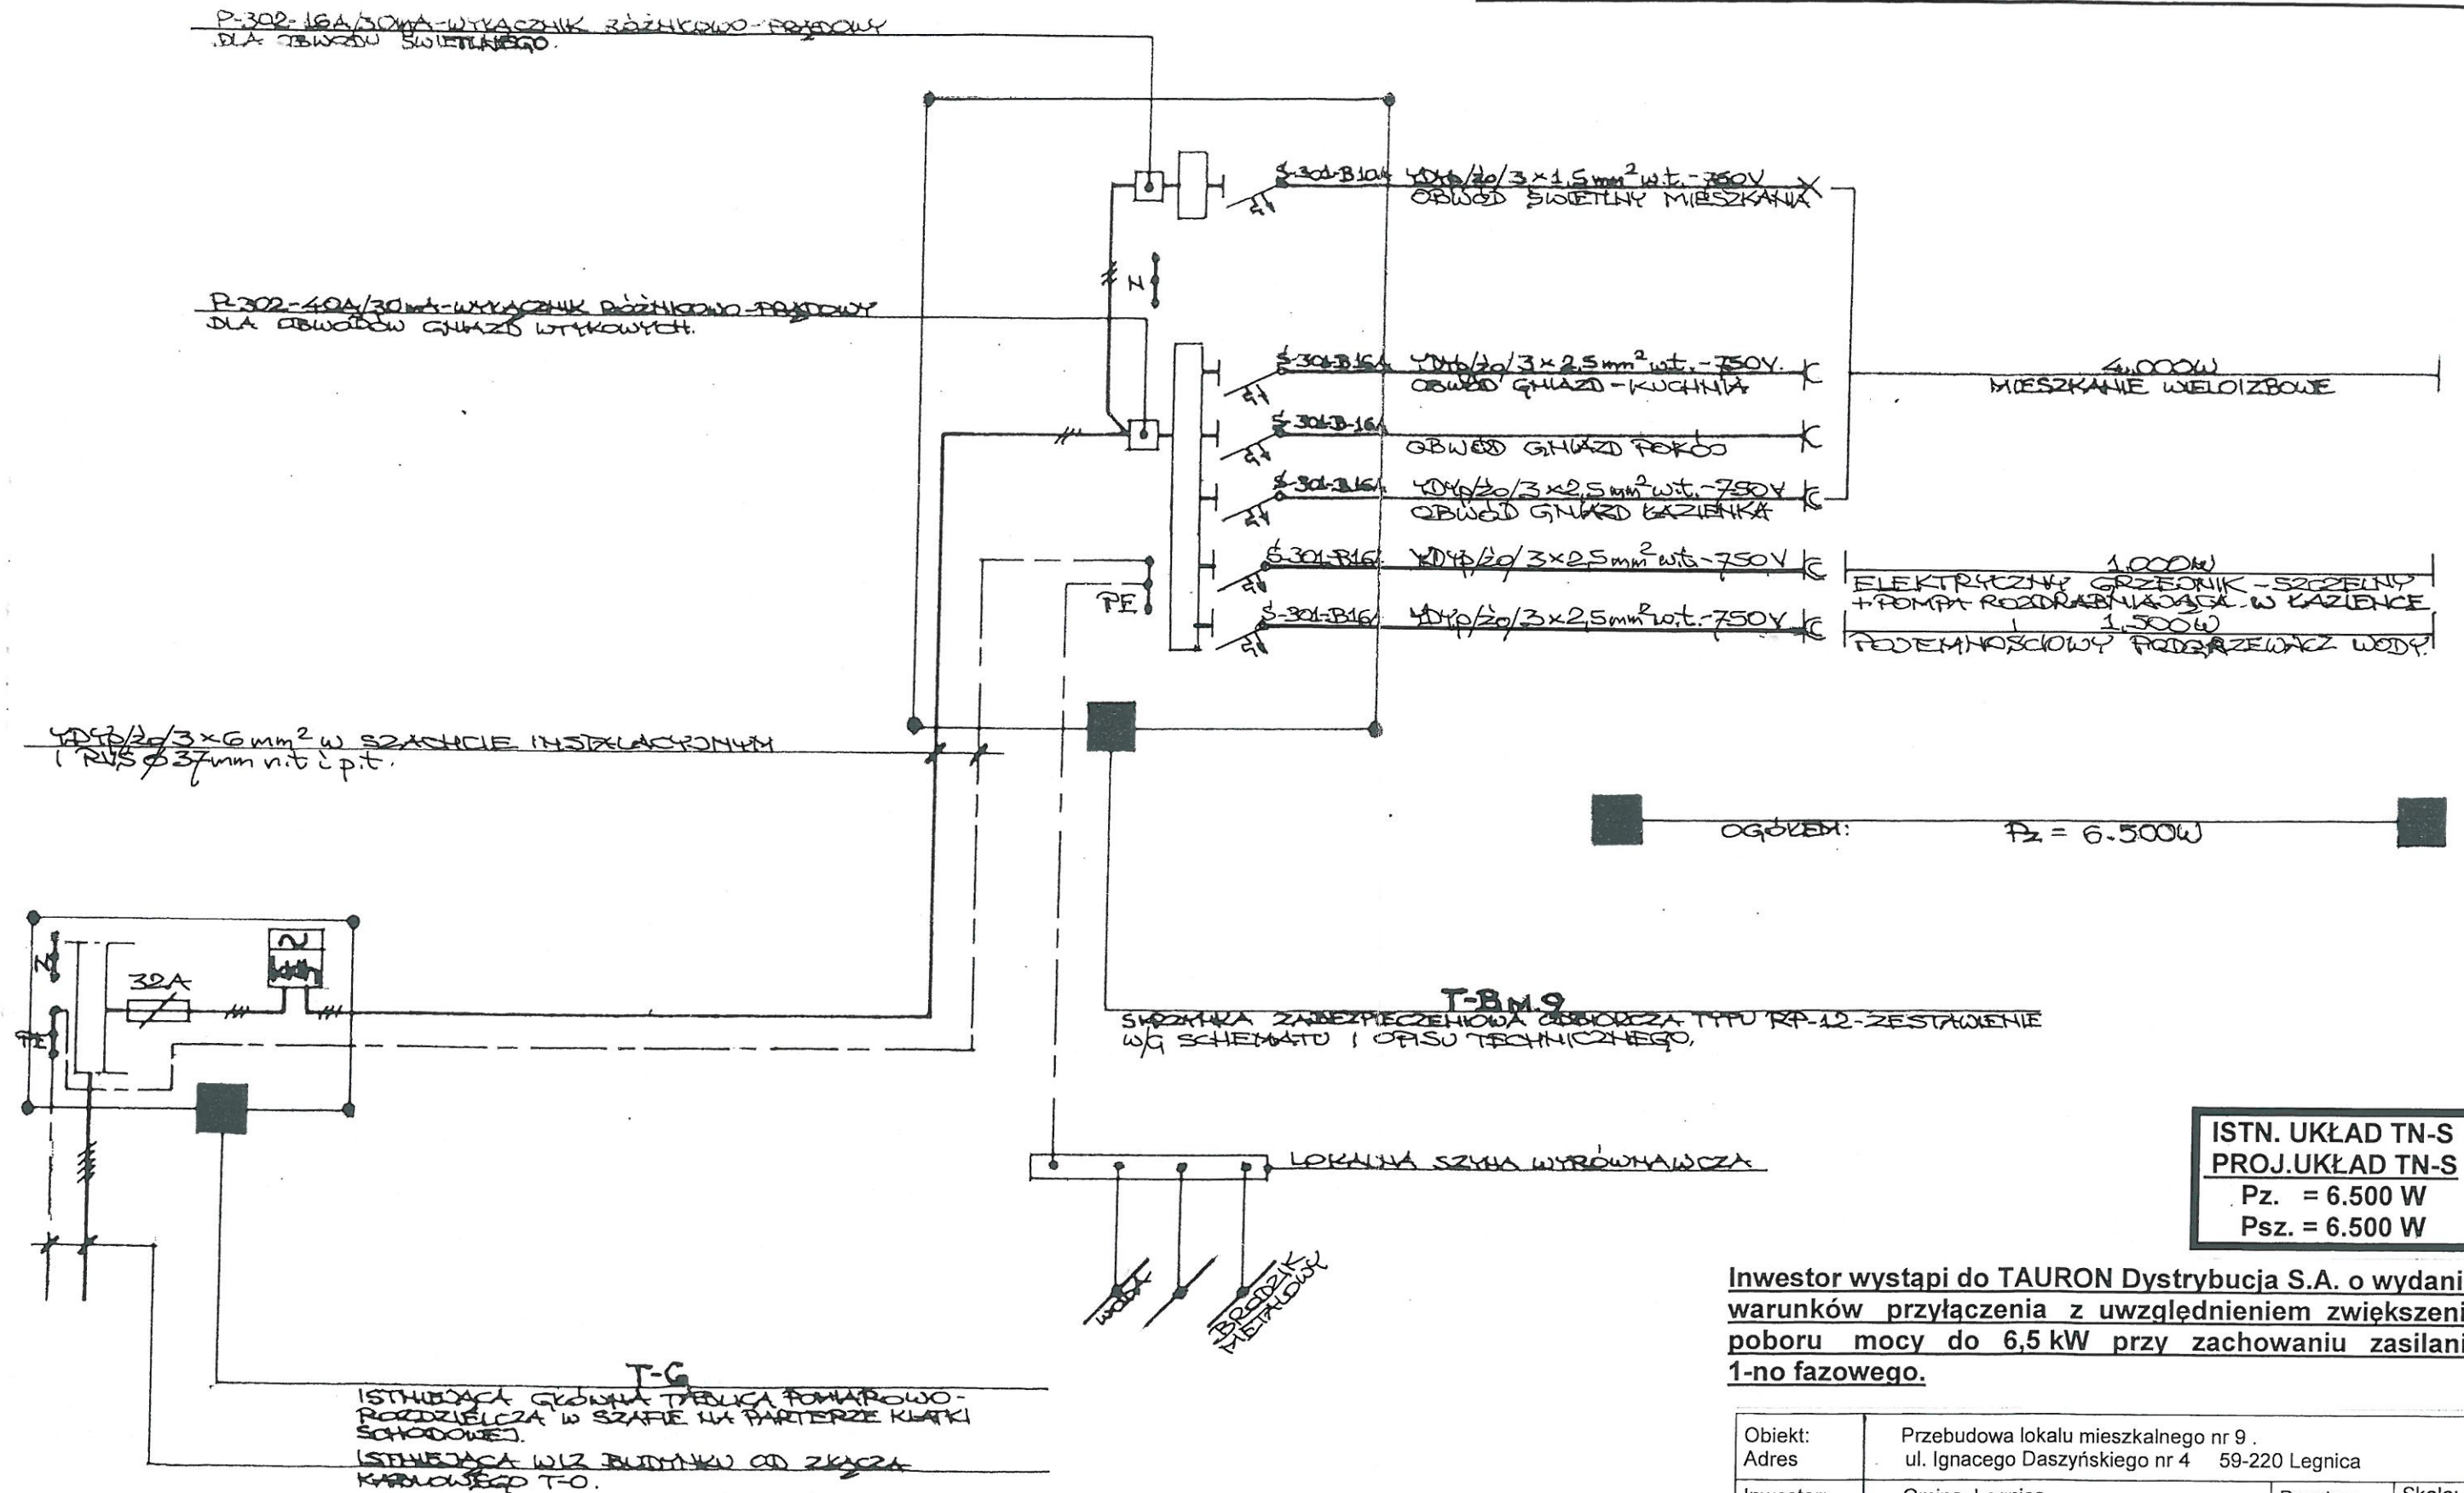 P-302-16A/30mA-WYŁĄCZNIK RÓŻNICOWO-PRĄDOWY
DLA OBWODU ŚWIETLNEGO.
S-301-B10A YDYp/żo/3×1,5mm² w.t.-750V
OBWÓD ŚWIETLNY MIESZKANIA
N
P-302-40A/30mA-WYŁĄCZNIK RÓŻNICOWO-PRĄDOWY
DLA OBWODÓW GNIAZD WTYKOWYCH.
S-301-B16A YDYp/żo/3×2,5mm² w.t.-750V.
OBWÓD GNIAZD-KUCHNIA
4.000W
MIESZKANIE WIELOIZBOWE
S-301-B-16A
OBWÓD GNIAZD POKÓJ
S-301-B16A YDYp/żo/3×2,5mm² w.t.-750V
OBWÓD GNIAZD ŁAZIENKA
S-301-B16 YDYp/żo/3×2,5mm² w.t.-750V
1.000W
ELEKTRYCZNY GRZEJNIK-SZCZELNY
+POMPA ROZDRABNIAJĄCA W ŁAZIENCE
PE
S-301-B16 YDYp/żo/3×2,5mm² w.t.-750V
1.500W
POJEMNOŚCIOWY PODGRZEWACZ WODY.
YDYp/żo/3×6mm² w SZACHCIE INSTALACYJNYM
i RVS ø37mm n.t i p.t.
OGÓŁEM: Pz = 6.500W
N
kWh
32A
PE
T-B M.9
SKRZYNKA ZABEZPIECZENIOWA ODBIORCZA TYPU RP-12-ZESTAWIENIE
W/G SCHEMATU I OPISU TECHNICZNEGO.
LOKALNA SZYNA WYRÓWNAWCZA
WODA
BRODZIK
METALOWY
ISTN. UKŁAD TN-S
PROJ.UKŁAD TN-S
Pz. = 6.500 W
Psz. = 6.500 W
Inwestor wystąpi do TAURON Dystrybucja S.A. o wydani
warunków przyłączenia z uwzględnieniem zwiększeni
poboru mocy do 6,5 kW przy zachowaniu zasilani
1-no fazowego.
T-G
ISTNIEJĄCA GŁÓWNA TABLICA POMIAROWO-
ROZDZIELCZA W SZAFIE NA PARTERZE KLATKI
SCHODOWEJ.
ISTNIEJĄCA WLZ BUDYNKU OD ZŁĄCZA
KABLOWEGO T-O.
Obiekt: Przebudowa lokalu mieszkalnego nr 9 .
Adres ul. Ignacego Daszyńskiego nr 4 59-220 Legnica